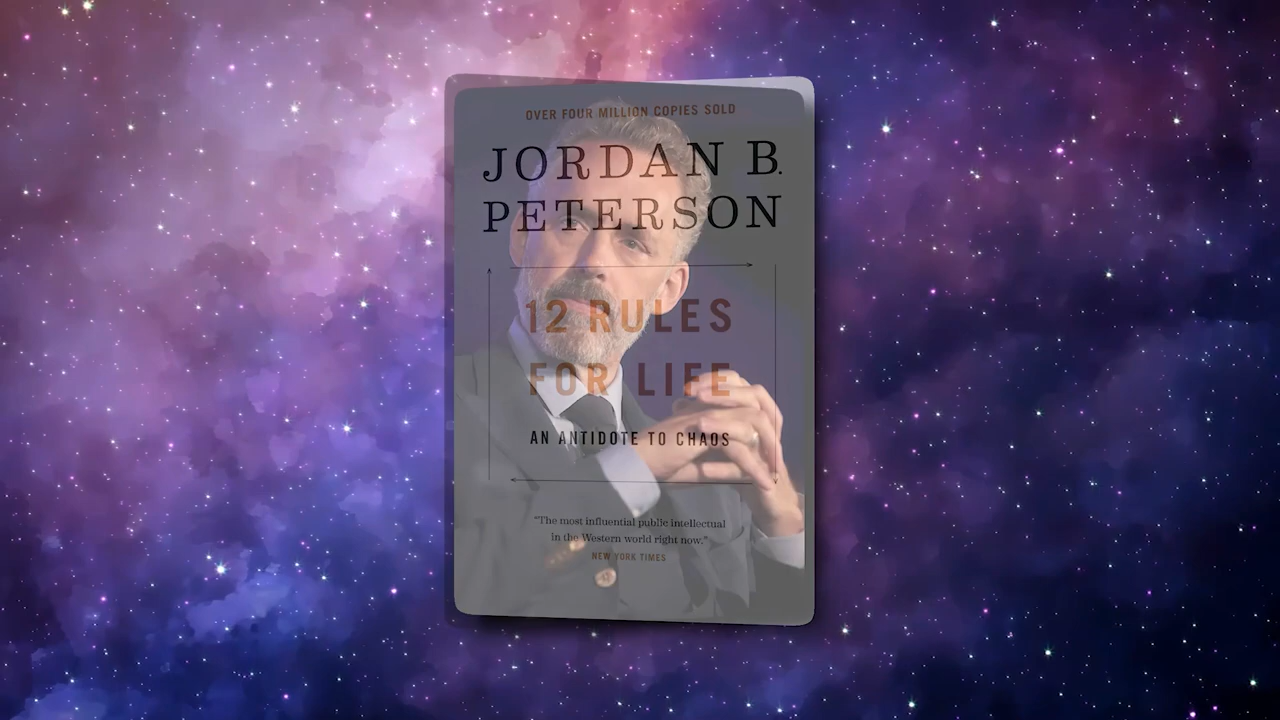 OVER FOUR MILLION COPIES SOLD
JORDAN B.
PETERSON
12 RULES
FOR LIFE
AN ANTIDOTE TO CHAOS
"The most influential public intellectual
in the Western world right now."
NEW YORK TIMES